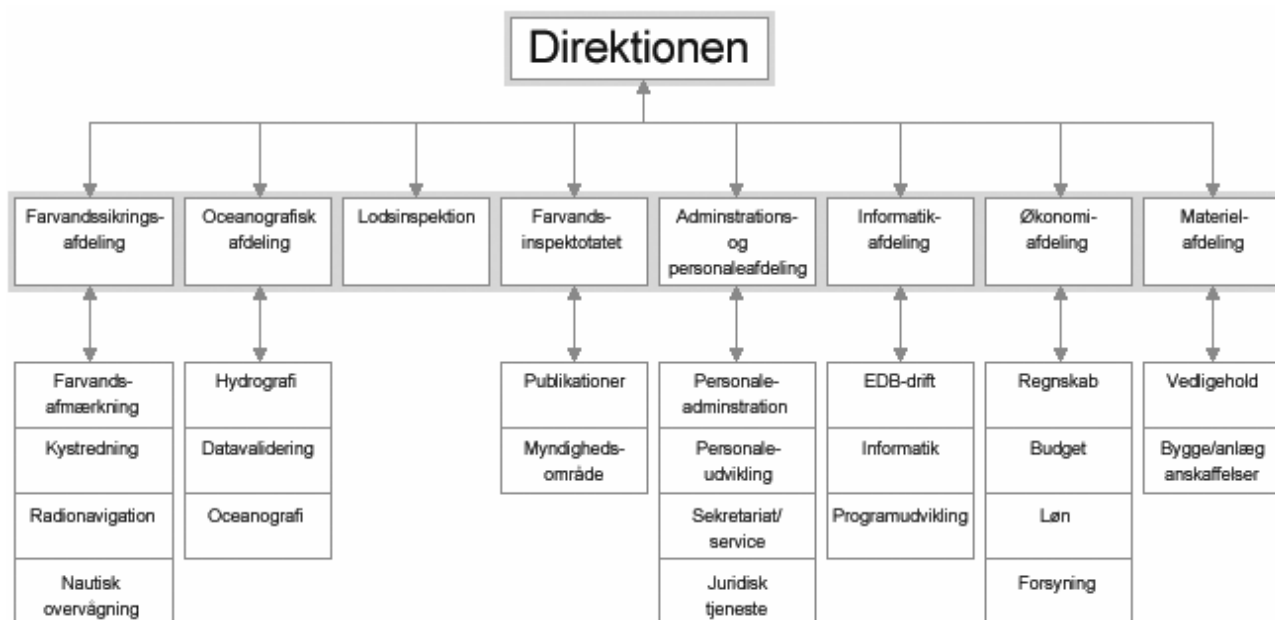 Direktionen
Farvandssikrings-
afdeling
Oceanografisk
afdeling
Lodsinspektion
Farvands-
inspektotatet
Adminstrations-
og
personaleafdeling
Informatik-
afdeling
Økonomi-
afdeling
Materiel-
afdeling
Farvands-
afmærkning
Kystredning
Radionavigation
Nautisk
overvågning
Hydrografi
Datavalidering
Oceanografi
Publikationer
Myndigheds-
område
Personale-
adminstration
Personale-
udvikling
Sekretariat/
service
Juridisk
tjeneste
EDB-drift
Informatik
Programudvikling
Regnskab
Budget
Løn
Forsyning
Vedligehold
Bygge/anlæg
anskaffelser